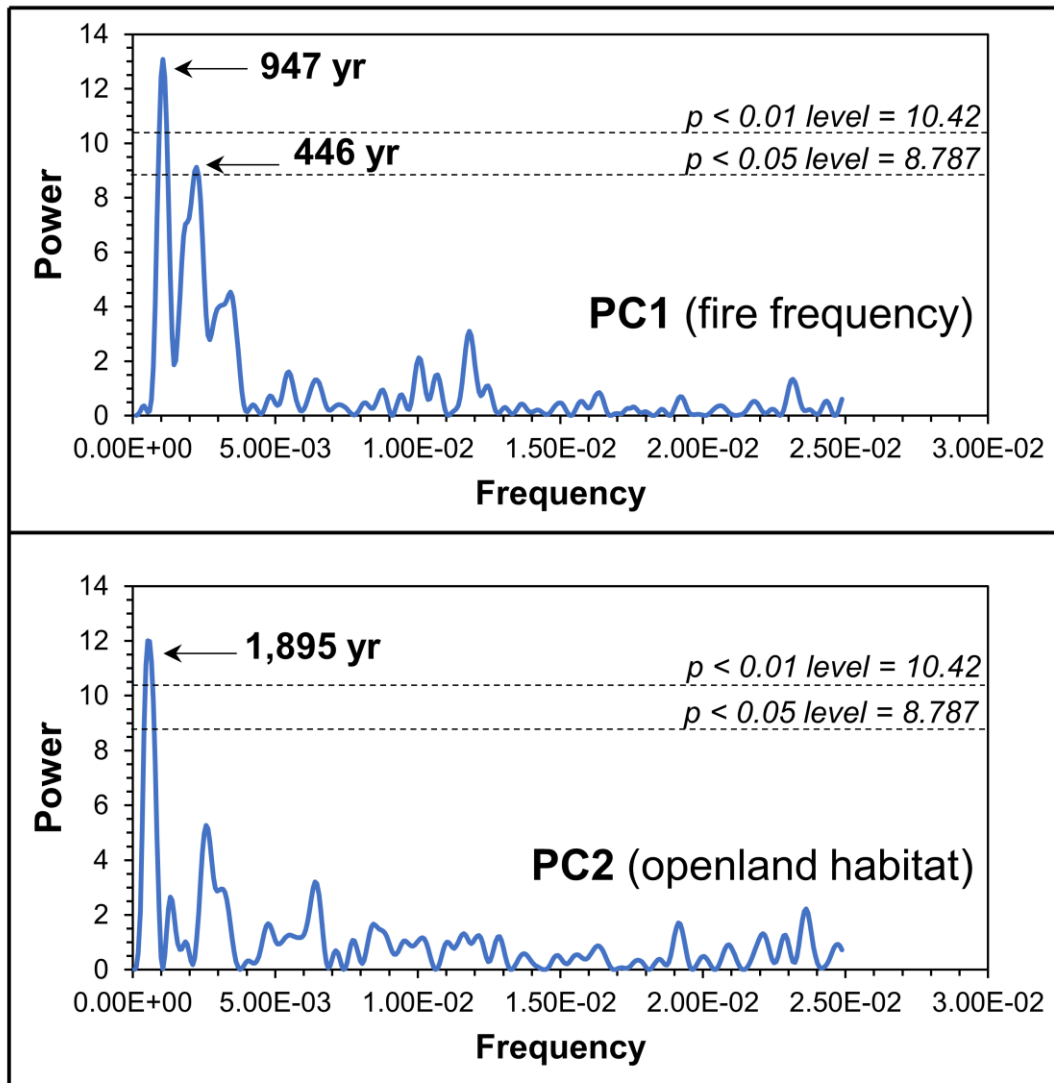 14
12
10
8
6
4
2
0
Power
947 yr
446 yr
p < 0.01 level = 10.42
p < 0.05 level = 8.787
PC1 (fire frequency)
0.00E+00 5.00E-03 1.00E-02 1.50E-02 2.00E-02 2.50E-02 3.00E-02
Frequency
14
12
10
8
6
4
2
0
Power
1,895 yr
p < 0.01 level = 10.42
p < 0.05 level = 8.787
PC2 (openland habitat)
0.00E+00 5.00E-03 1.00E-02 1.50E-02 2.00E-02 2.50E-02 3.00E-02
Frequency